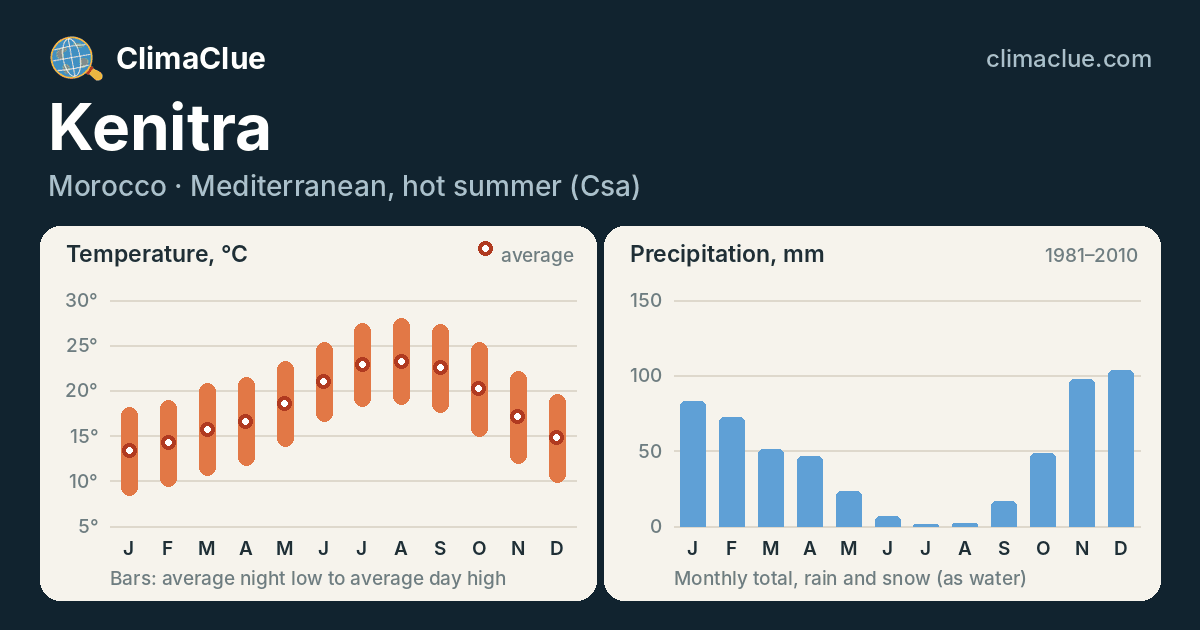 ClimaClue
climaclue.com
Kenitra
Morocco · Mediterranean, hot summer (Csa)
Temperature, °C
average
30°
25°
20°
15°
10°
5°
J F M A M J J A S O N D
Bars: average night low to average day high
Precipitation, mm
1981–2010
150
100
50
0
J F M A M J J A S O N D
Monthly total, rain and snow (as water)